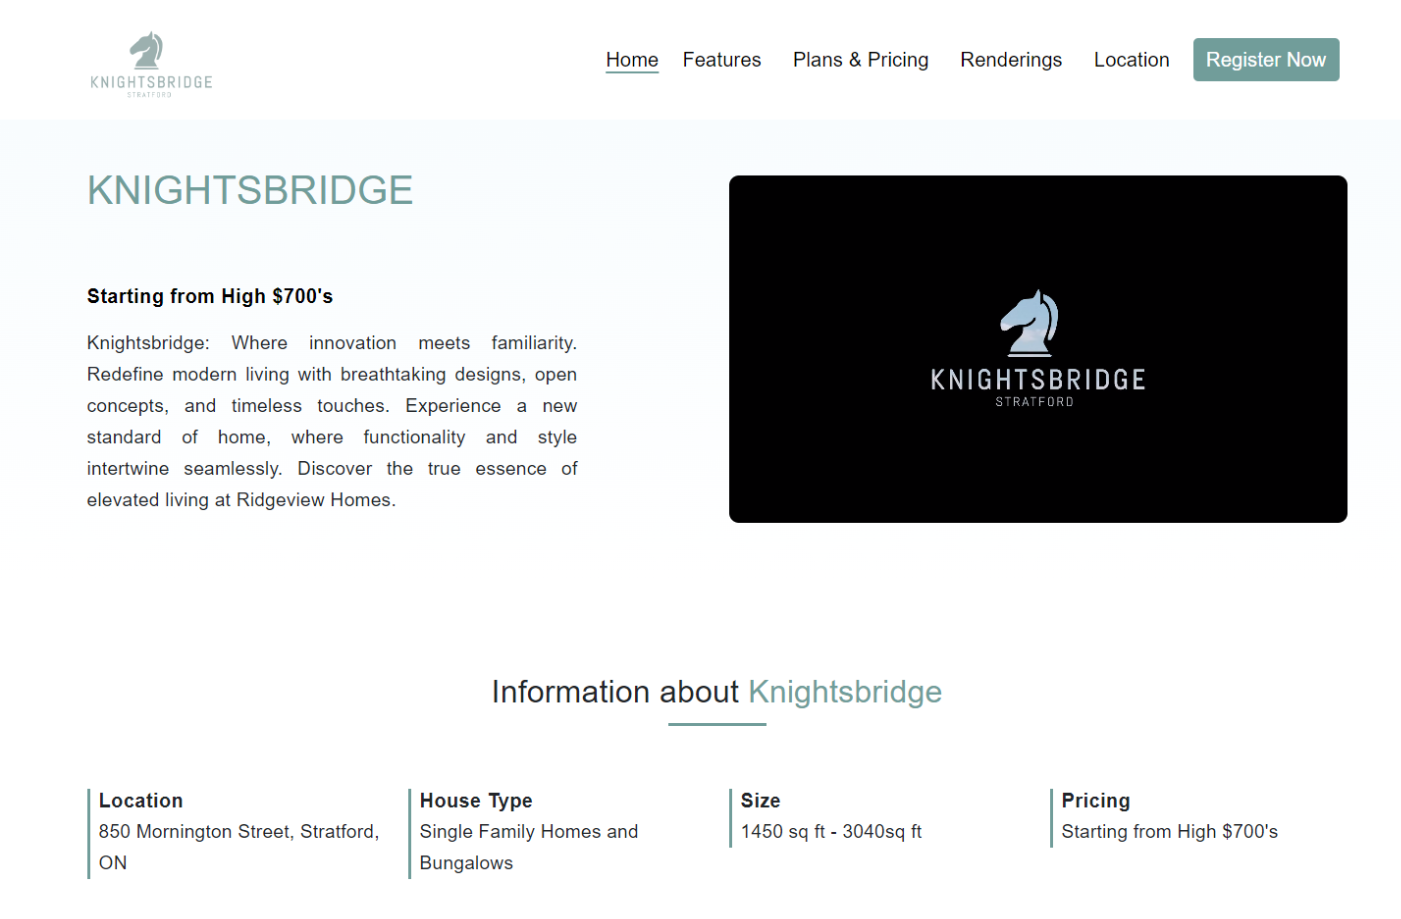 KNIGHTSBRIDGE
STRATFORD
Home Features Plans & Pricing Renderings Location Register Now
KNIGHTSBRIDGE
Starting from High $700's
Knightsbridge: Where innovation meets familiarity.
Redefine modern living with breathtaking designs, open
concepts, and timeless touches. Experience a new
standard of home, where functionality and style
intertwine seamlessly. Discover the true essence of
elevated living at Ridgeview Homes.
KNIGHTSBRIDGE
STRATFORD
Information about Knightsbridge
Location
850 Mornington Street, Stratford,
ON
House Type
Single Family Homes and
Bungalows
Size
1450 sq ft - 3040sq ft
Pricing
Starting from High $700's